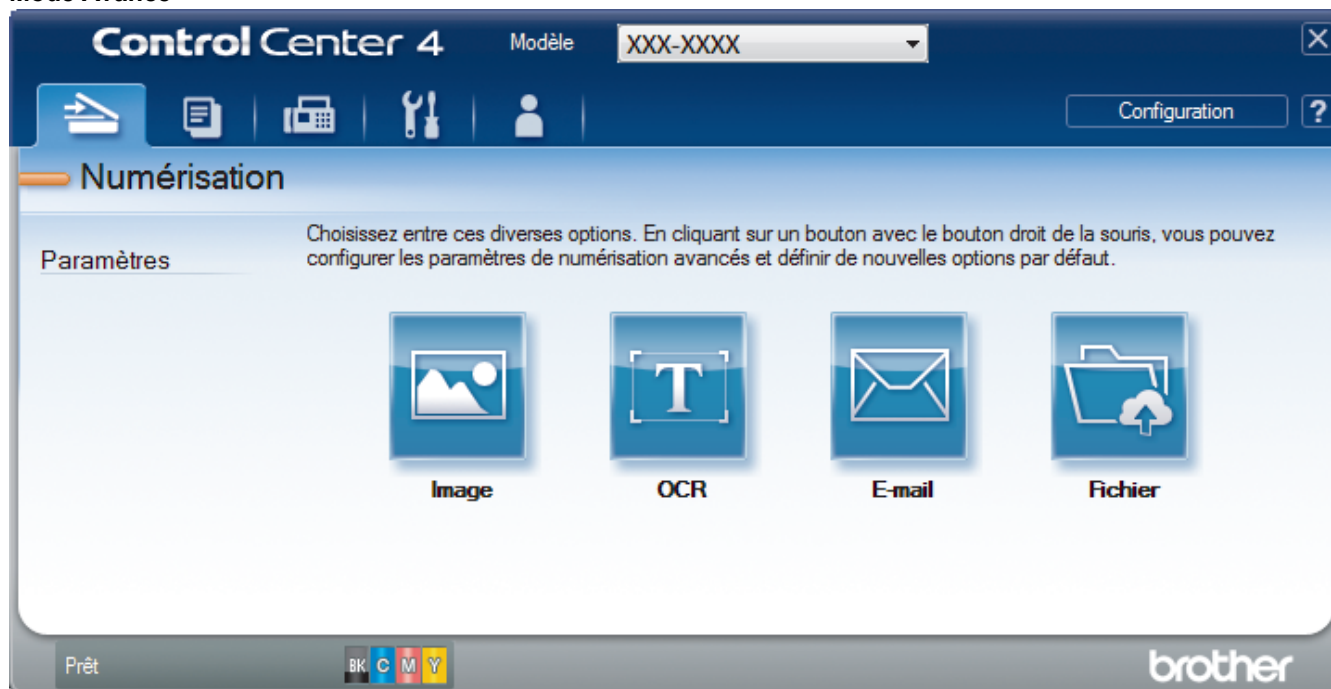 Mode Avancé
Control Center 4 Modèle XXX-XXXX
Configuration ?
Numérisation
Paramètres
Choisissez entre ces diverses options. En cliquant sur un bouton avec le bouton droit de la souris, vous pouvez
configurer les paramètres de numérisation avancés et définir de nouvelles options par défaut.
T
Image OCR E-mail Fichier
Prêt BK C M Y brother